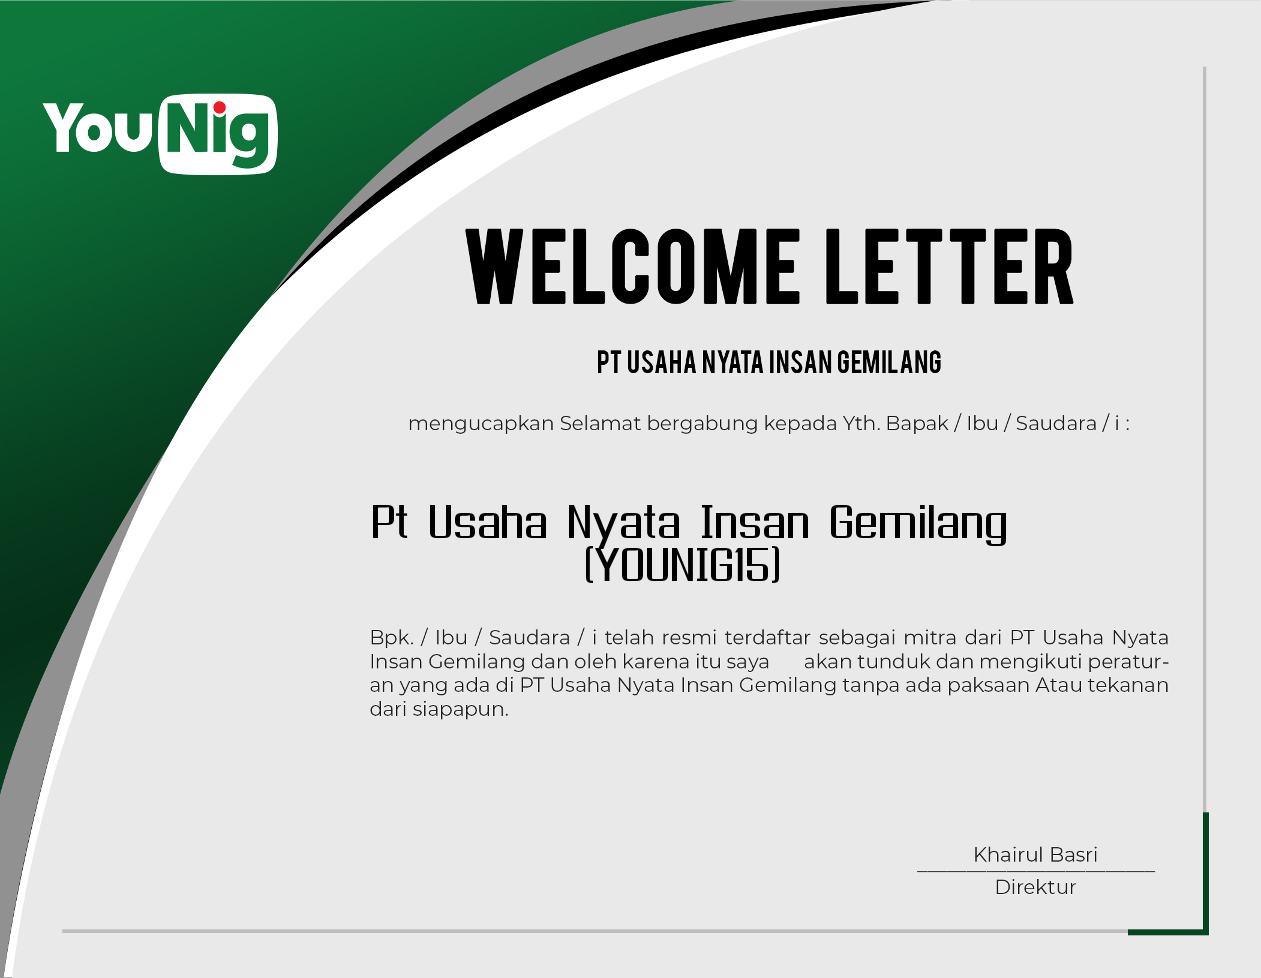 YouNig
WELCOME LETTER
PT USAHA NYATA INSAN GEMILANG
mengucapkan Selamat bergabung kepada Yth. Bapak / Ibu / Saudara / i :
Pt Usaha Nyata Insan Gemilang
(YOUNIG15)
Bpk. / Ibu / Saudara / i telah resmi terdaftar sebagai mitra dari PT Usaha Nyata
Insan Gemilang dan oleh karena itu saya akan tunduk dan mengikuti peratur-
an yang ada di PT Usaha Nyata Insan Gemilang tanpa ada paksaan Atau tekanan
dari siapapun.
Khairul Basri
Direktur